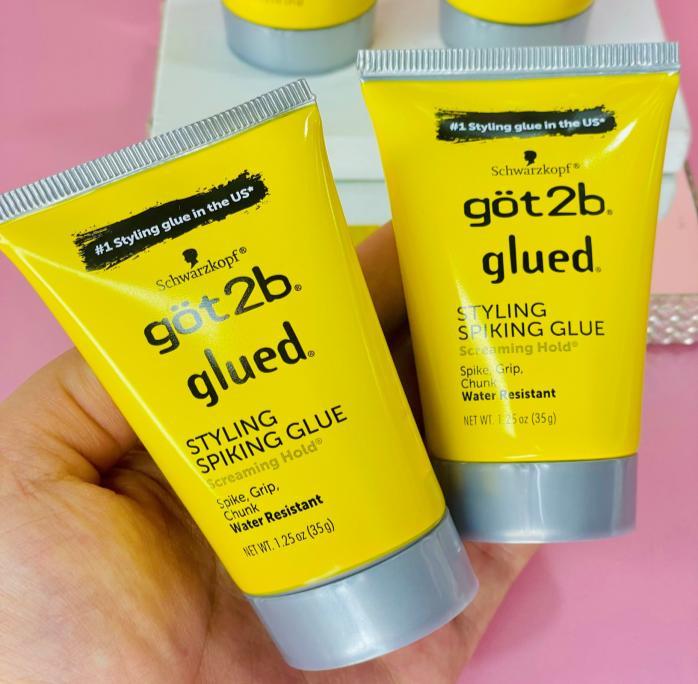 #1 Styling glue in the US*
Schwarzkopf®
göt2b®
glued®
STYLING
SPIKING GLUE
Screaming Hold®
Spike, Grip,
Chunk
Water Resistant
NET WT. 1.25 oz (35g)
#1 Styling glue in the US*
Schwarzkopf®
göt2b®
glued®
STYLING
SPIKING GLUE
Screaming Hold®
Spike, Grip,
Chunk
Water Resistant
NET WT. 1.25 oz (35g)